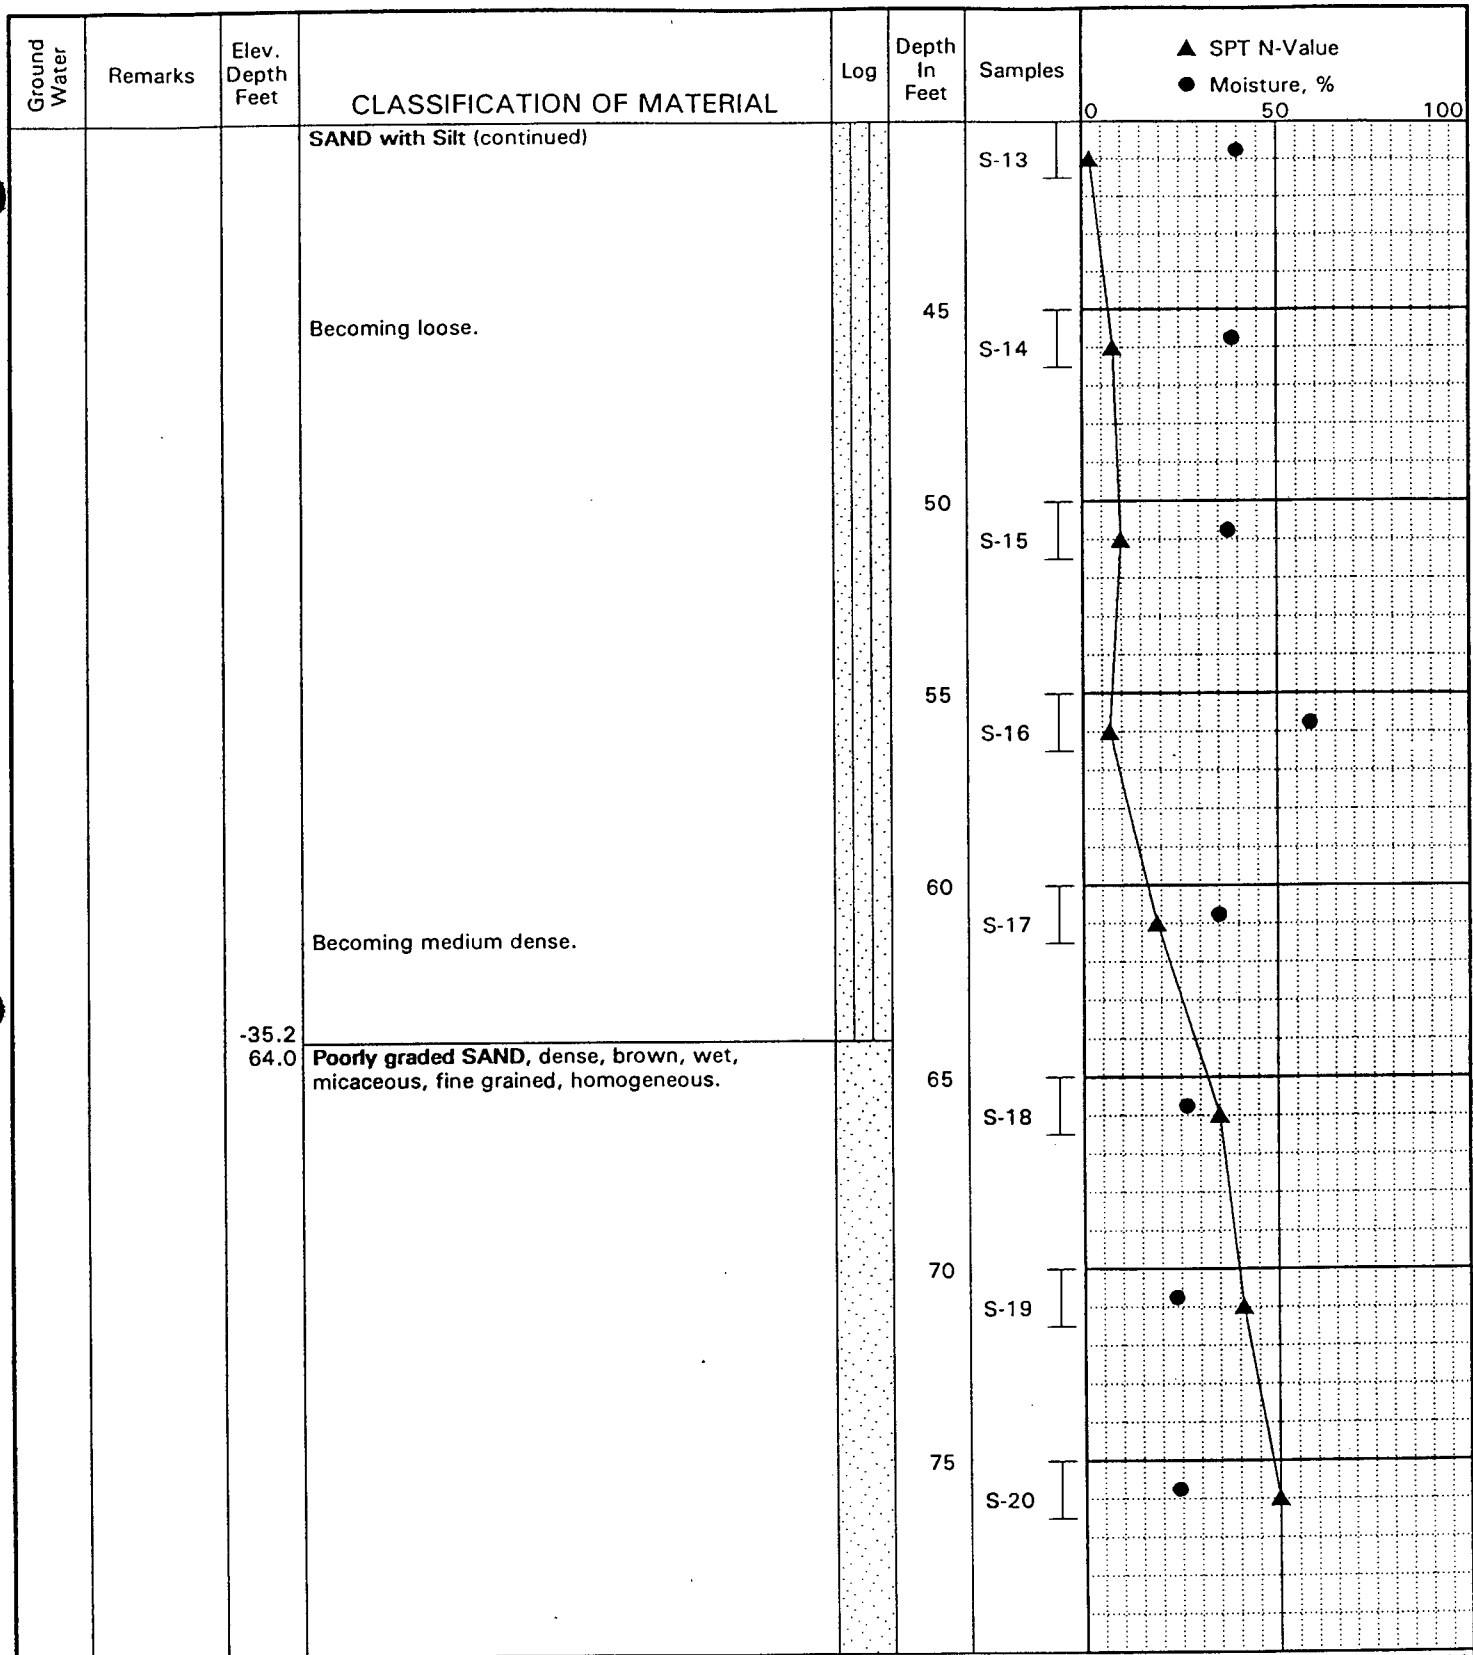 Ground
Water
Remarks
Elev.
Depth
Feet
CLASSIFICATION OF MATERIAL
Log
Depth
In
Feet
Samples
▲ SPT N-Value
● Moisture, %
0 50 100
SAND with Silt (continued)
S-13
45
Becoming loose.
S-14
50
S-15
55
S-16
60
S-17
Becoming medium dense.
-35.2
64.0 Poorly graded SAND, dense, brown, wet,
micaceous, fine grained, homogeneous.
65
S-18
70
S-19
75
S-20